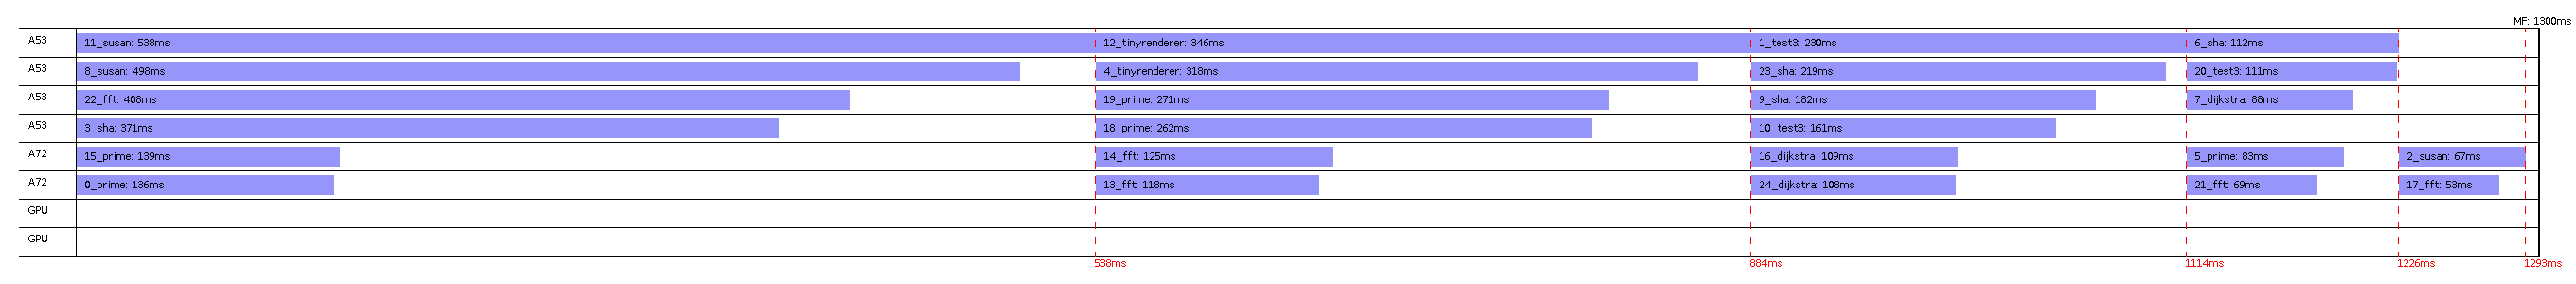 MF: 1300ms
A53 11_susan: 538ms 12_tinyrenderer: 346ms 1_test3: 230ms 6_sha: 112ms
A53 8_susan: 498ms 4_tinyrenderer: 318ms 23_sha: 219ms 20_test3: 111ms
A53 22_fft: 408ms 19_prime: 271ms 9_sha: 182ms 7_dijkstra: 88ms
A53 3_sha: 371ms 18_prime: 262ms 10_test3: 161ms
A72 15_prime: 139ms 14_fft: 125ms 16_dijkstra: 109ms 5_prime: 83ms 2_susan: 67ms
A72 0_prime: 136ms 13_fft: 118ms 24_dijkstra: 108ms 21_fft: 69ms 17_fft: 53ms
GPU
GPU
538ms 884ms 1114ms 1226ms 1293ms